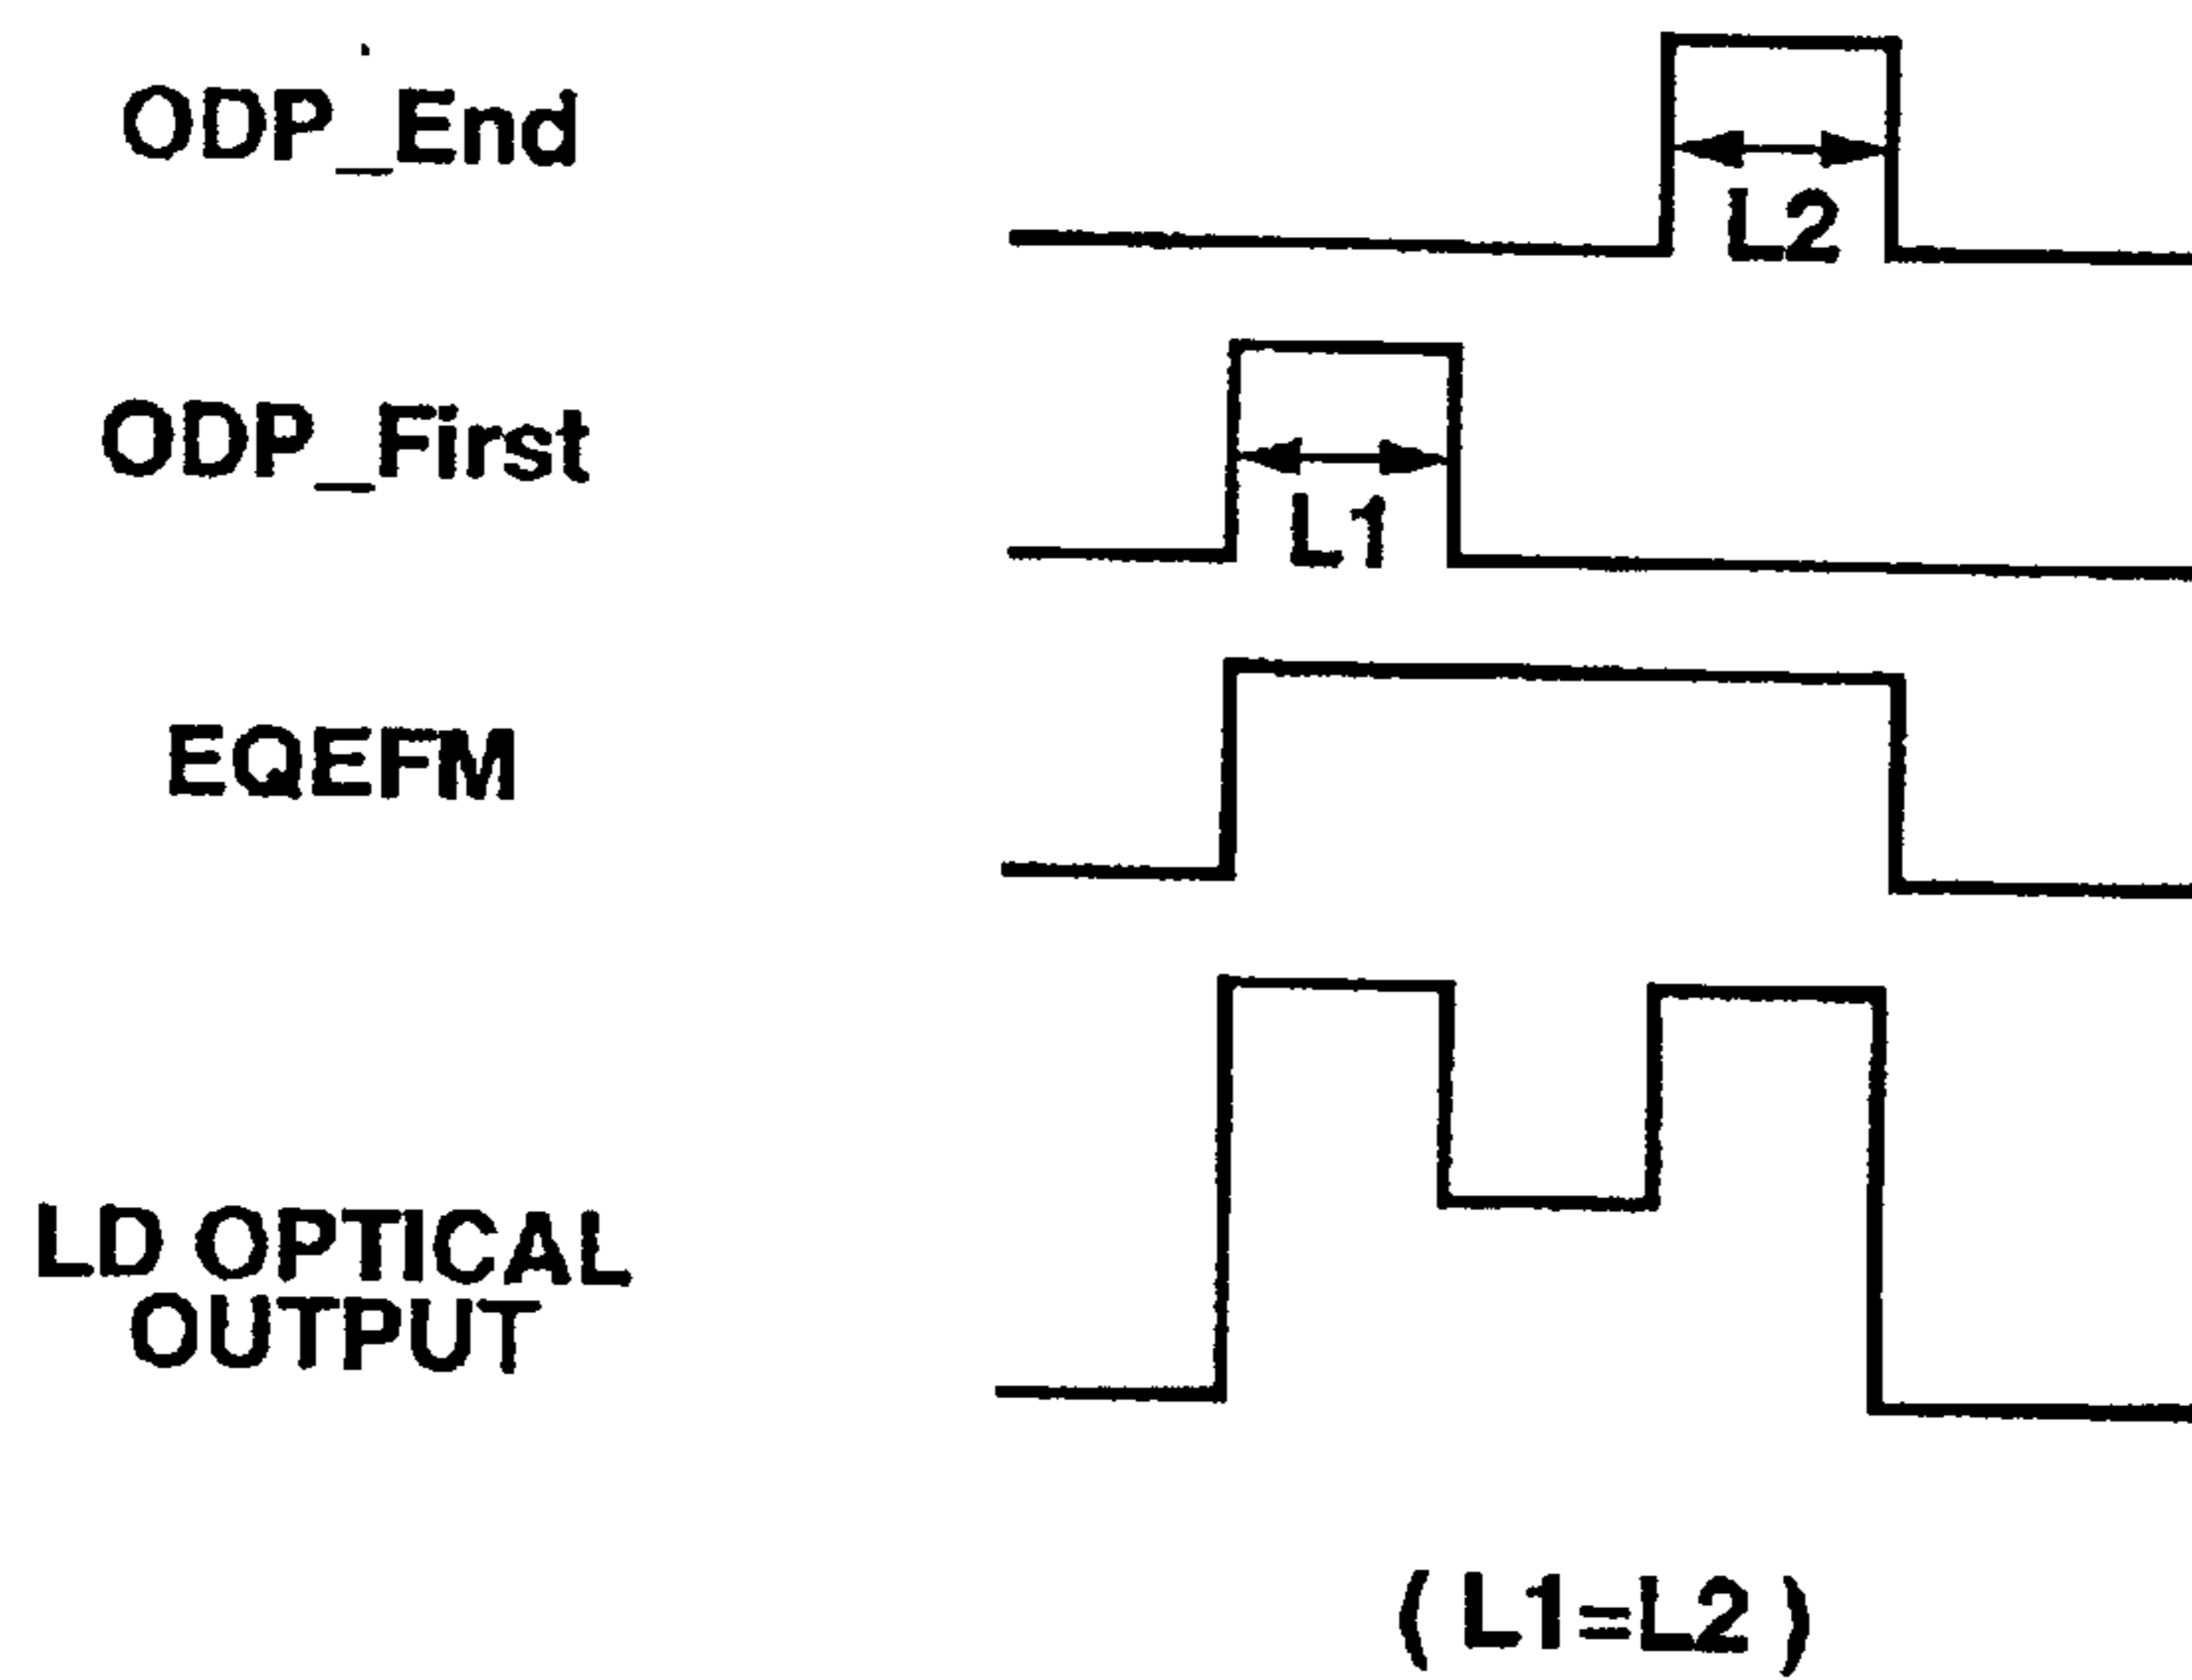 ODP_End
L2
ODP_First
L1
EQEFM
LD OPTICAL
OUTPUT
( L1=L2 )